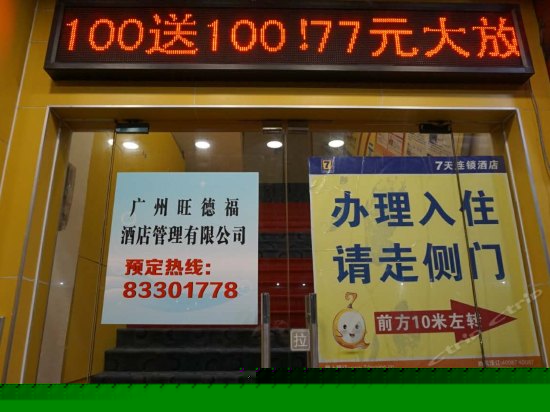 100送100!77元大放
7天连锁酒店
广州旺德福
酒店管理有限公司
预定热线:
83301778
办理入住
请走侧门
前方10米左转
拉